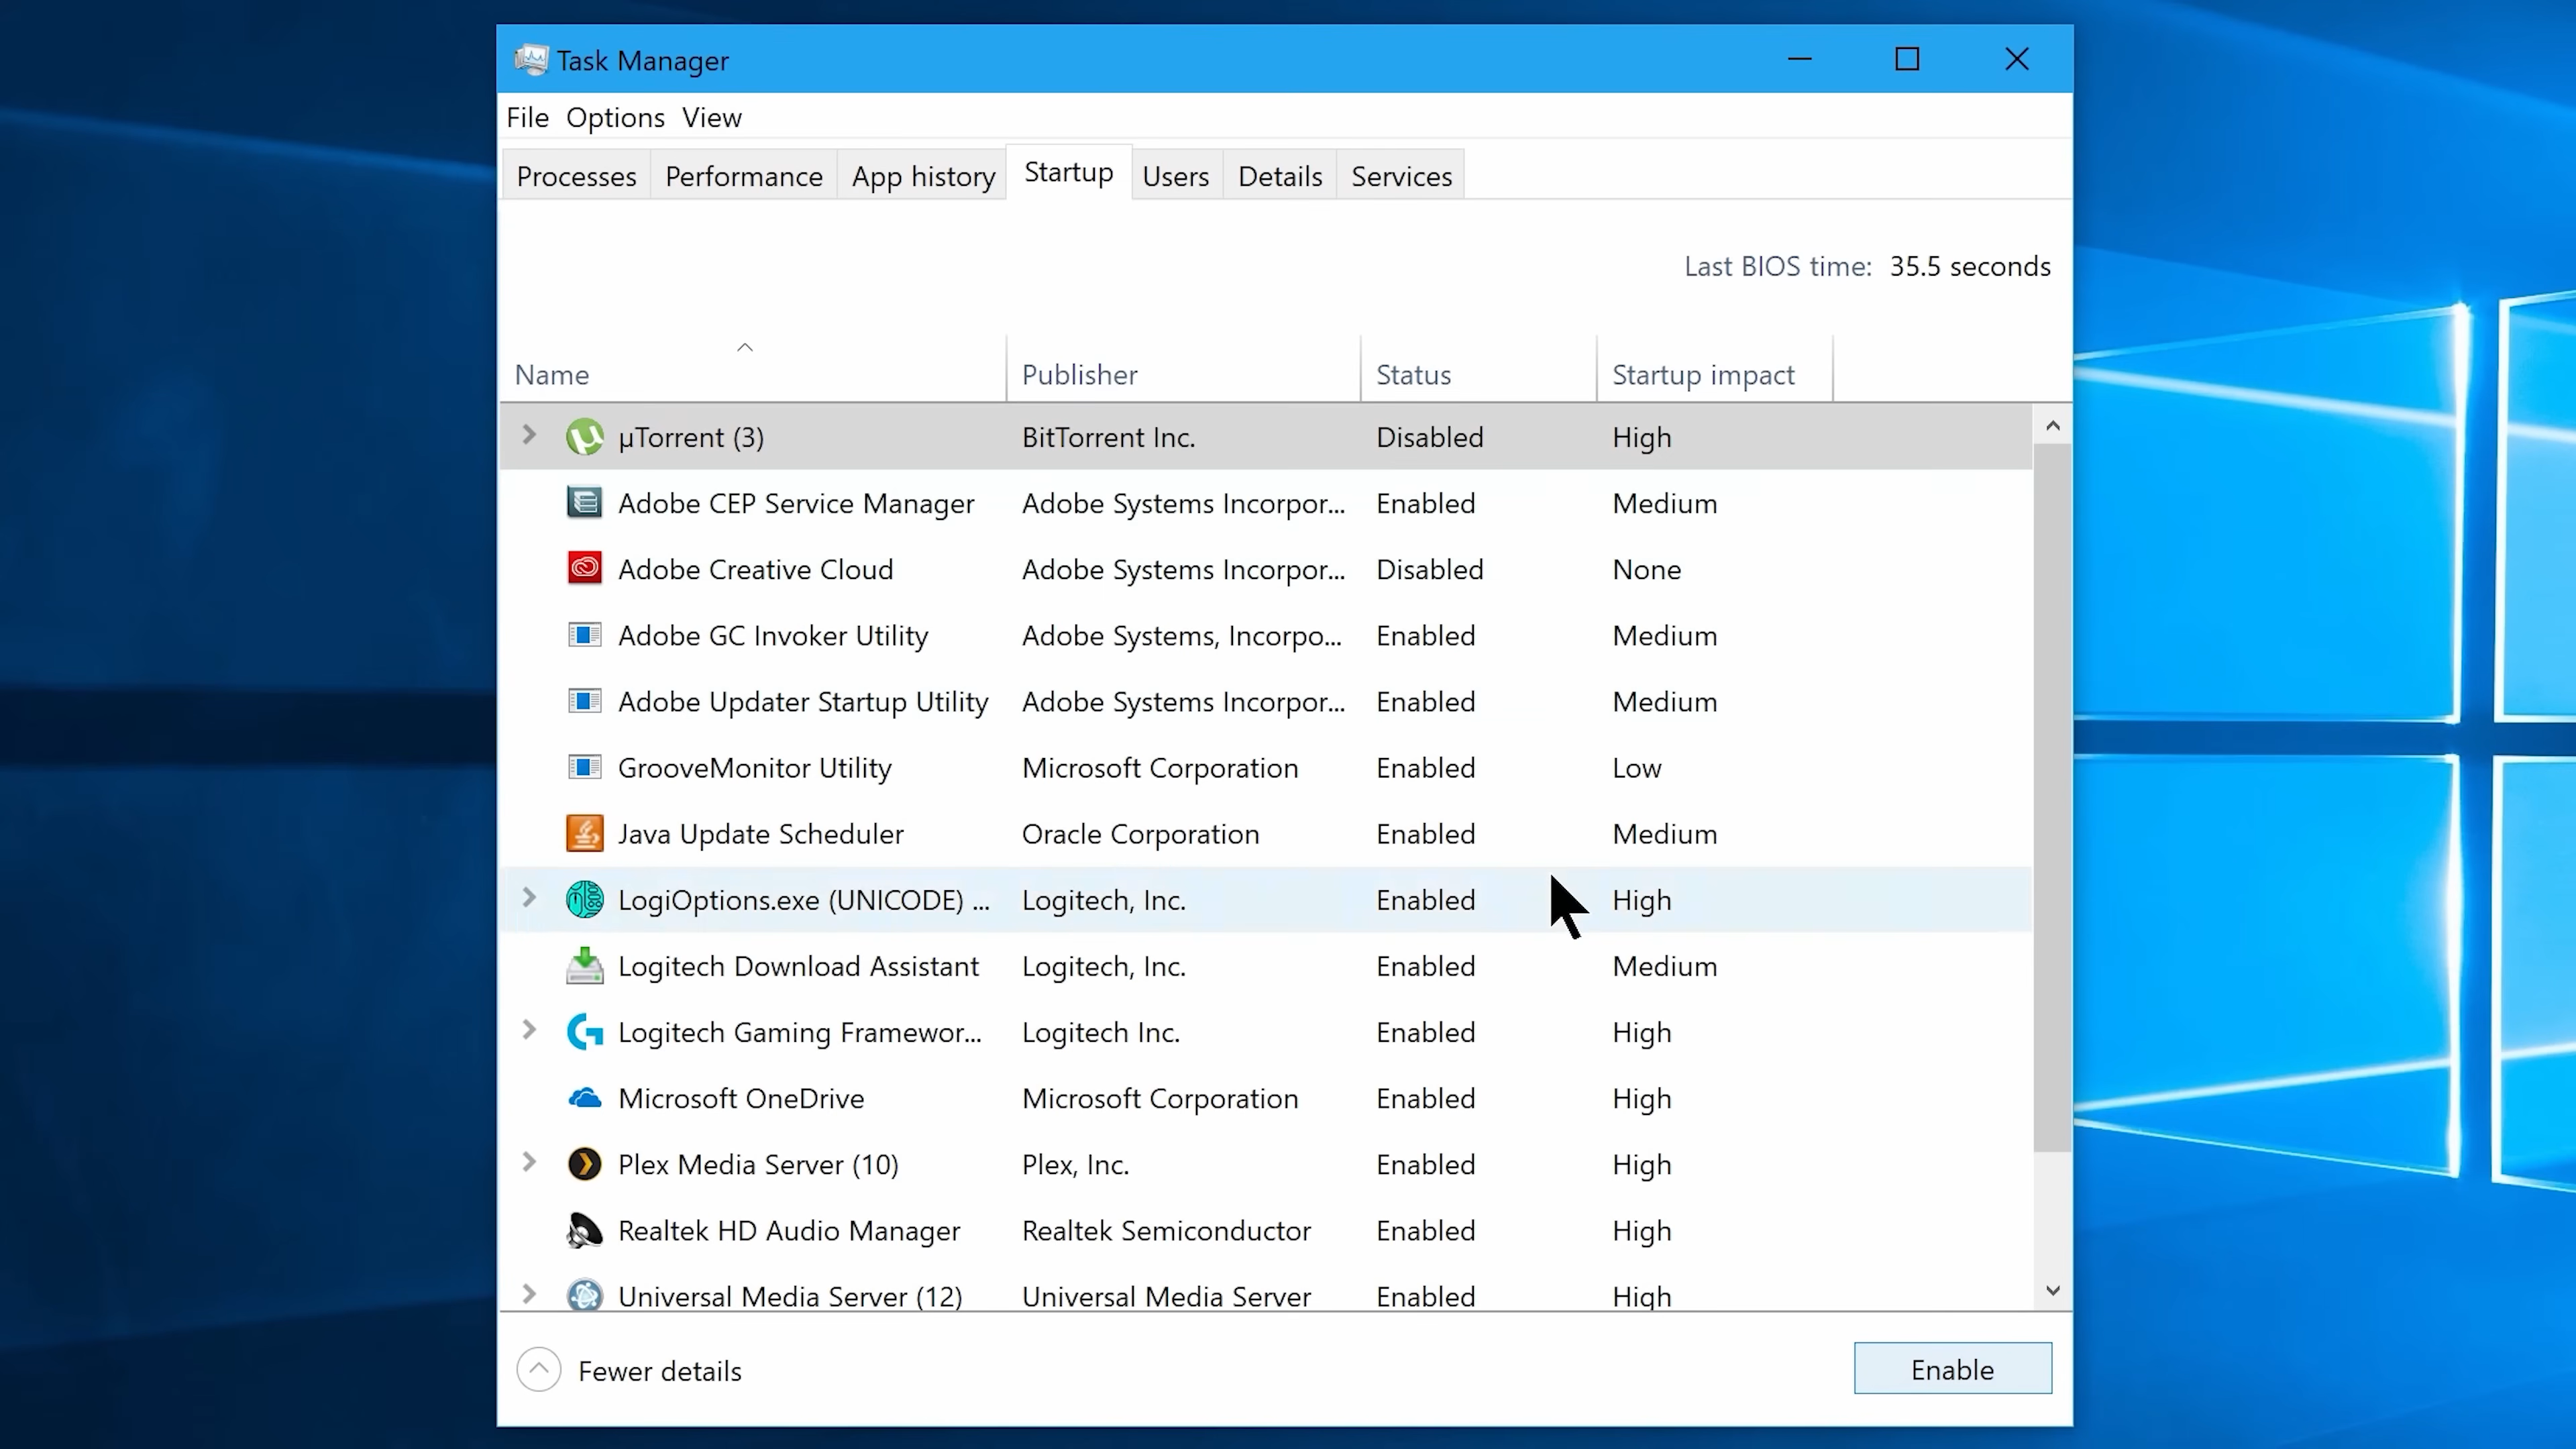 Task Manager
File Options View
Processes Performance App history Startup Users Details Services
Last BIOS time: 35.5 seconds
Name Publisher Status Startup impact
µTorrent (3) BitTorrent Inc. Disabled High
Adobe CEP Service Manager Adobe Systems Incorpor... Enabled Medium
Adobe Creative Cloud Adobe Systems Incorpor... Disabled None
Adobe GC Invoker Utility Adobe Systems, Incorpo... Enabled Medium
Adobe Updater Startup Utility Adobe Systems Incorpor... Enabled Medium
GrooveMonitor Utility Microsoft Corporation Enabled Low
Java Update Scheduler Oracle Corporation Enabled Medium
LogiOptions.exe (UNICODE) ... Logitech, Inc. Enabled High
Logitech Download Assistant Logitech, Inc. Enabled Medium
Logitech Gaming Framewor... Logitech Inc. Enabled High
Microsoft OneDrive Microsoft Corporation Enabled High
Plex Media Server (10) Plex, Inc. Enabled High
Realtek HD Audio Manager Realtek Semiconductor Enabled High
Universal Media Server (12) Universal Media Server Enabled High
Fewer details Enable